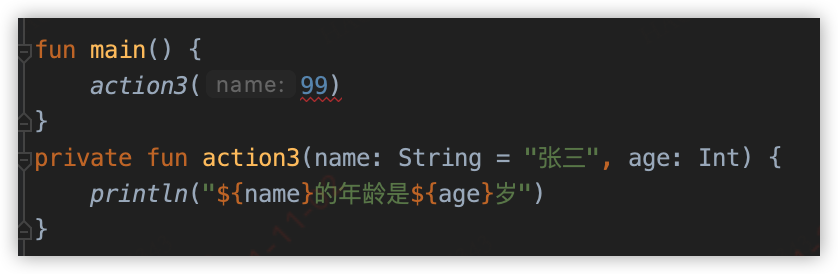 fun main() {
action3( name: 99)
}
private fun action3(name: String = "张三", age: Int) {
println("${name}的年龄是${age}岁")
}